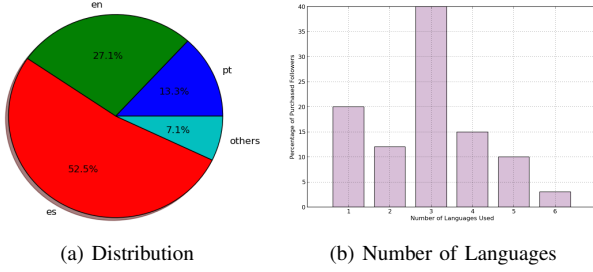 en
27.1%
pt
13.3%
7.1%
others
52.5%
es
(a) Distribution
40
35
30
25
20
15
10
5
0
Percentage of Purchased Followers
1 2 3 4 5 6
Number of Languages Used
(b) Number of Languages